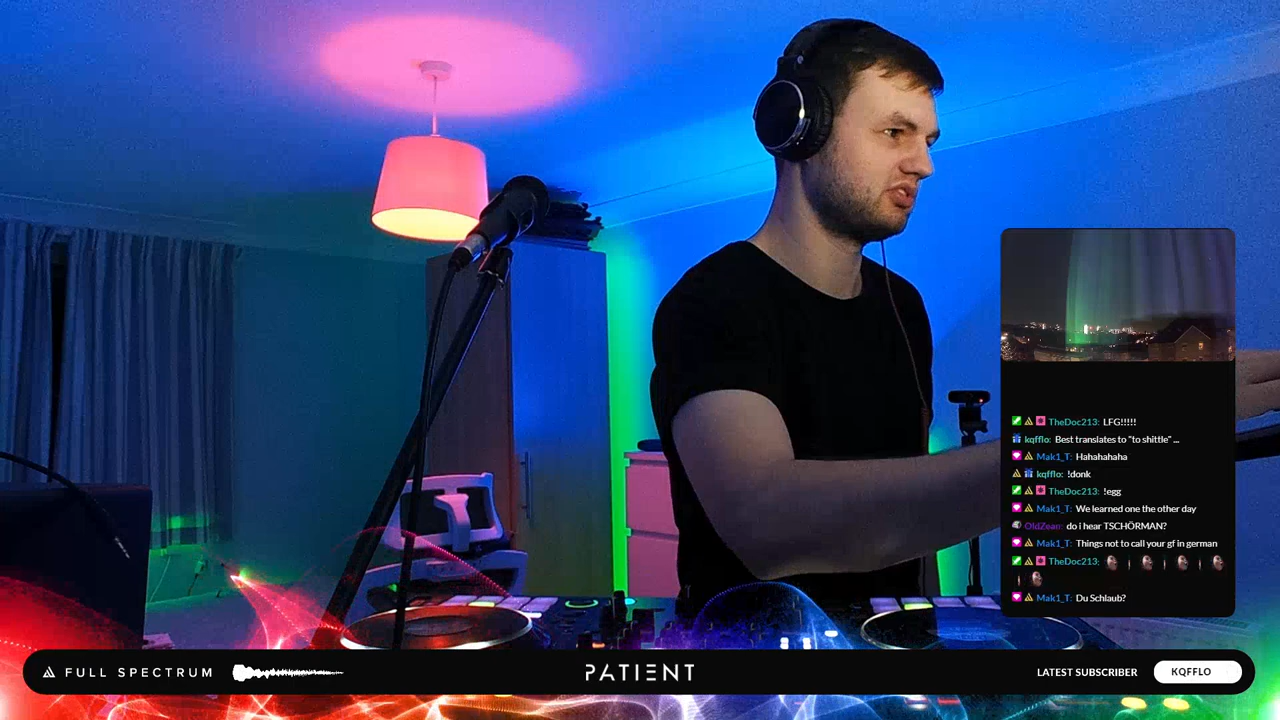 TheDoc213: LFG!!!!!
kqfflo: Best translates to "to shittle" ...
Mak1_T: Hahahahaha
kqfflo: !donk
TheDoc213: !egg
Mak1_T: We learned one the other day
OldZean: do i hear TSCHÖRMAN?
Mak1_T: Things not to call your gf in german
TheDoc213:
Mak1_T: Du Schlaub?
FULL SPECTRUM
PATIENT
LATEST SUBSCRIBER
KQFFLO